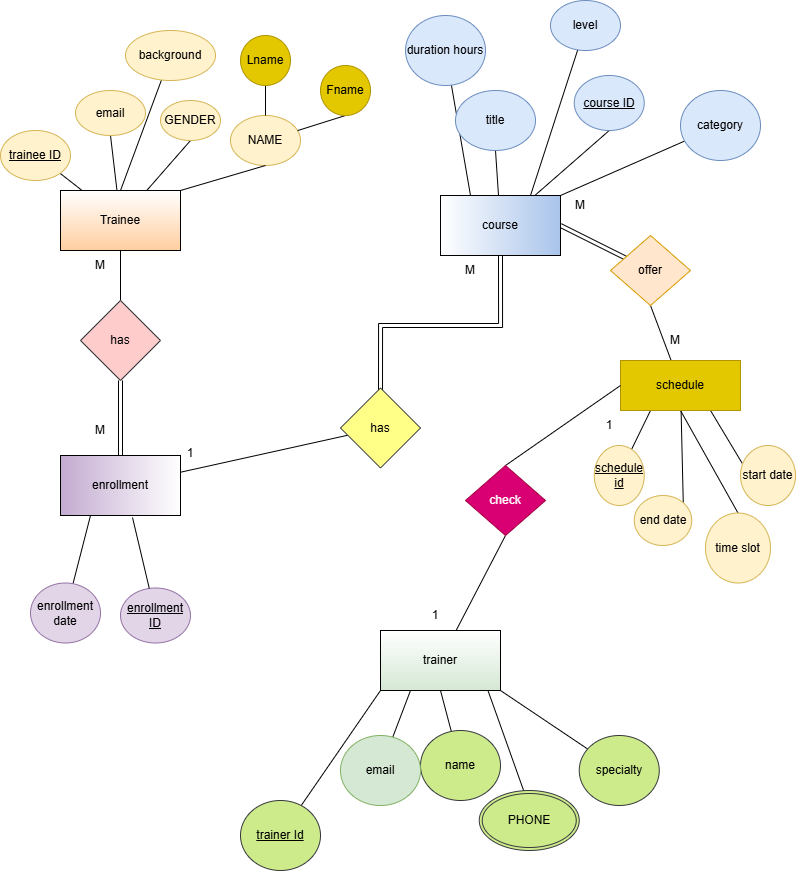 level
duration hours
background
Lname
Fname
course ID
email
GENDER
title
category
NAME
trainee ID
M
Trainee
course
M
M
offer
has
M
schedule
M
1
has
1
schedule
id
start date
enrollment
check
end date
time slot
enrollment
date
enrollment
ID
1
trainer
email
name
specialty
PHONE
trainer Id